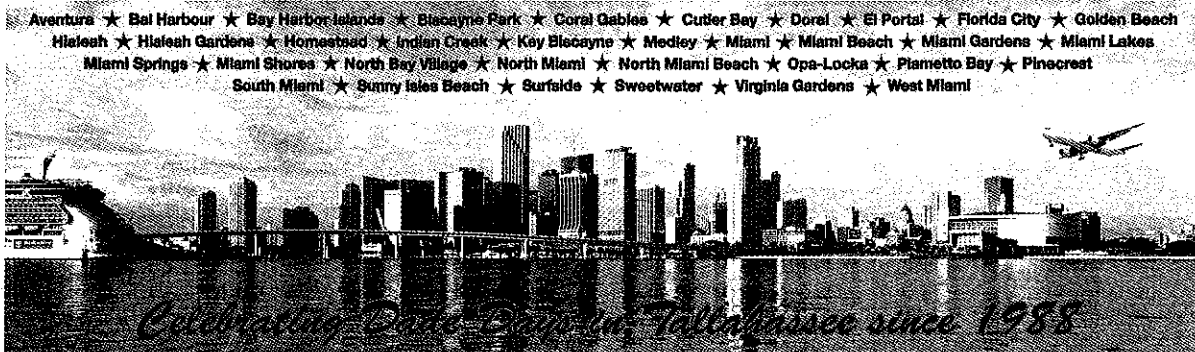 Aventura ★ Bal Harbour ★ Bay Harbor Islands ★ Biscayne Park ★ Coral Gables ★ Cutler Bay ★ Doral ★ El Portal ★ Florida City ★ Golden Beach
Hialeah ★ Hialeah Gardens ★ Homestead ★ Indian Creek ★ Key Biscayne ★ Medley ★ Miami ★ Miami Beach ★ Miami Gardens ★ Miami Lakes
Miami Springs ★ Miami Shores ★ North Bay Village ★ North Miami ★ North Miami Beach ★ Opa-Locka ★ Plametto Bay ★ Pinecrest
South Miami ★ Sunny Isles Beach ★ Surfside ★ Sweetwater ★ Virginia Gardens ★ West Miami
Celebrating Dade Days in Tallahassee since 1988